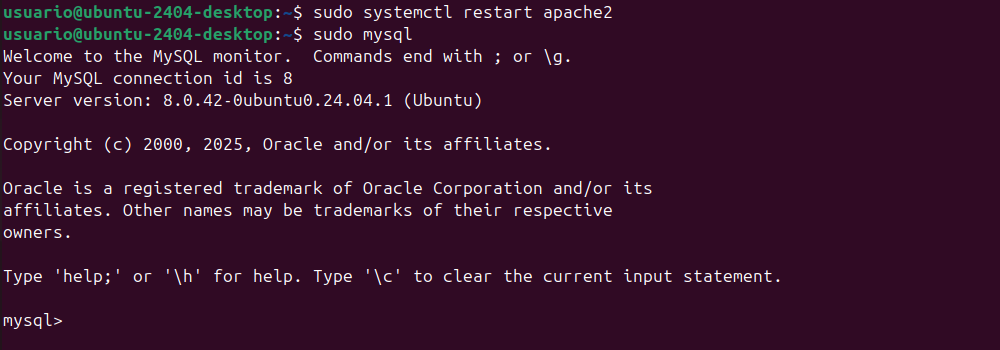 usuario@ubuntu-2404-desktop:~$ sudo systemctl restart apache2
usuario@ubuntu-2404-desktop:~$ sudo mysql
Welcome to the MySQL monitor.  Commands end with ; or \g.
Your MySQL connection id is 8
Server version: 8.0.42-0ubuntu0.24.04.1 (Ubuntu)

Copyright (c) 2000, 2025, Oracle and/or its affiliates.

Oracle is a registered trademark of Oracle Corporation and/or its
affiliates. Other names may be trademarks of their respective
owners.

Type 'help;' or '\h' for help. Type '\c' to clear the current input statement.

mysql>